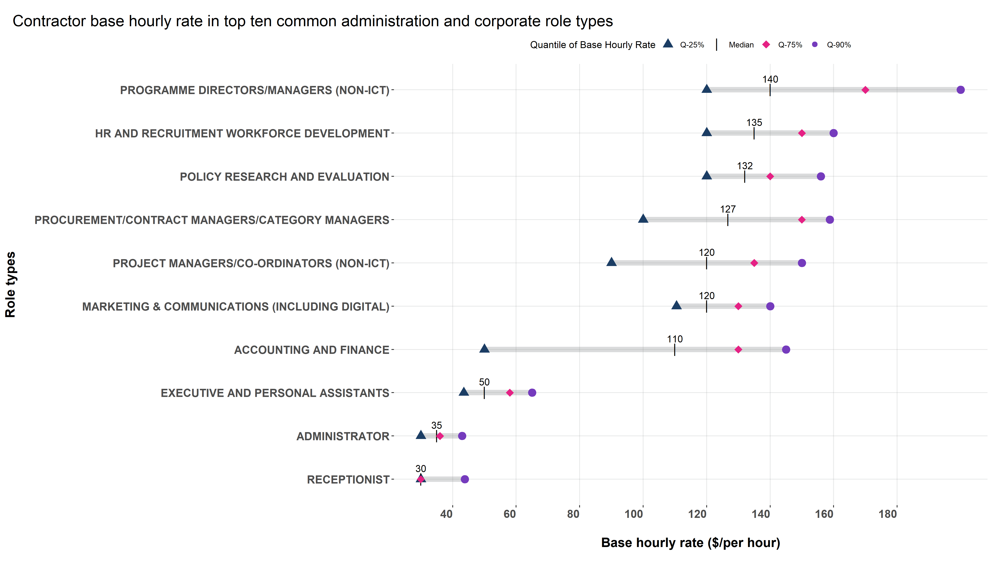 Contractor base hourly rate in top ten common administration and corporate role types
Quantile of Base Hourly Rate Q-25% Median Q-75% Q-90%
PROGRAMME DIRECTORS/MANAGERS (NON-ICT)
140
HR AND RECRUITMENT WORKFORCE DEVELOPMENT
135
POLICY RESEARCH AND EVALUATION
132
PROCUREMENT/CONTRACT MANAGERS/CATEGORY MANAGERS
127
PROJECT MANAGERS/CO-ORDINATORS (NON-ICT)
120
MARKETING & COMMUNICATIONS (INCLUDING DIGITAL)
120
ACCOUNTING AND FINANCE
110
EXECUTIVE AND PERSONAL ASSISTANTS
50
ADMINISTRATOR
35
RECEPTIONIST
30
Role types
40 60 80 100 120 140 160 180
Base hourly rate ($/per hour)